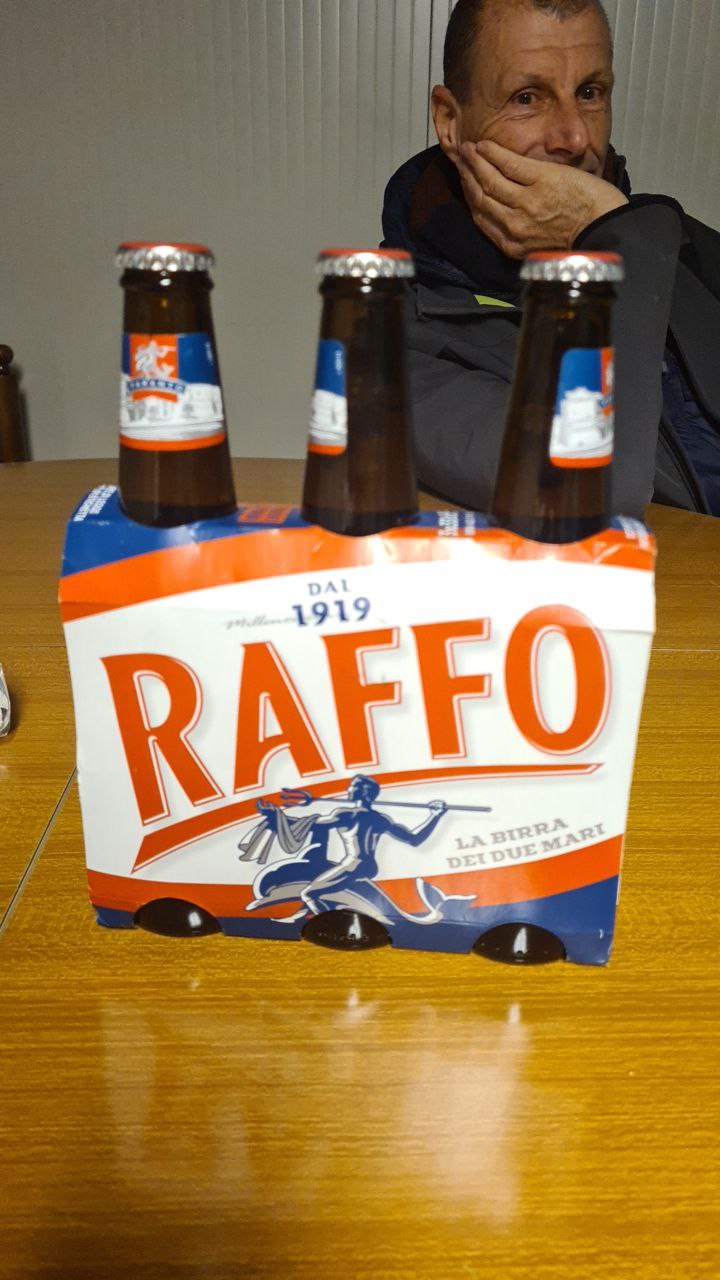 TARANTO
DAL
1919
RAFFO
LA BIRRA
DEI DUE MARI